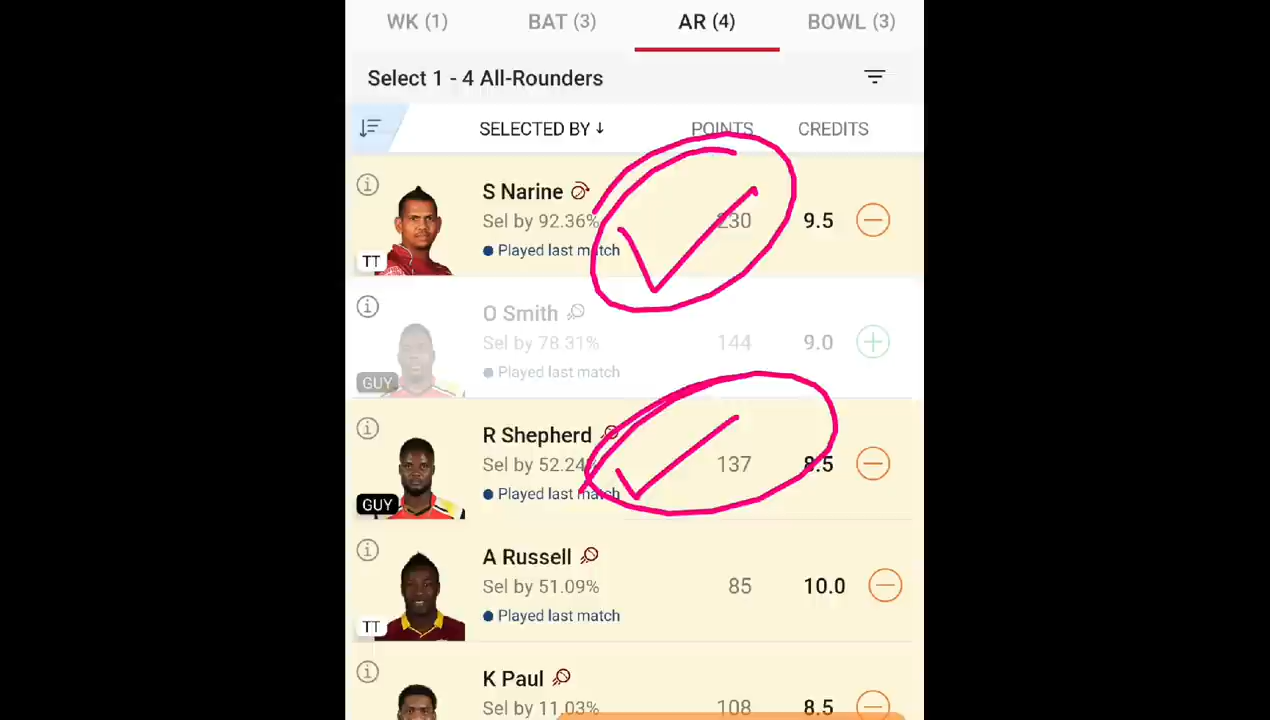 WK (1) BAT (3) AR (4) BOWL (3)
Select 1 - 4 All-Rounders
SELECTED BY ↓ POINTS CREDITS
S Narine
Sel by 92.36% 230 9.5
Played last match
TT
O Smith
Sel by 78.31% 144 9.0
Played last match
GUY
R Shepherd
Sel by 52.24% 137 8.5
Played last match
GUY
A Russell
Sel by 51.09% 85 10.0
Played last match
TT
K Paul
Sel by 11.03% 108 8.5